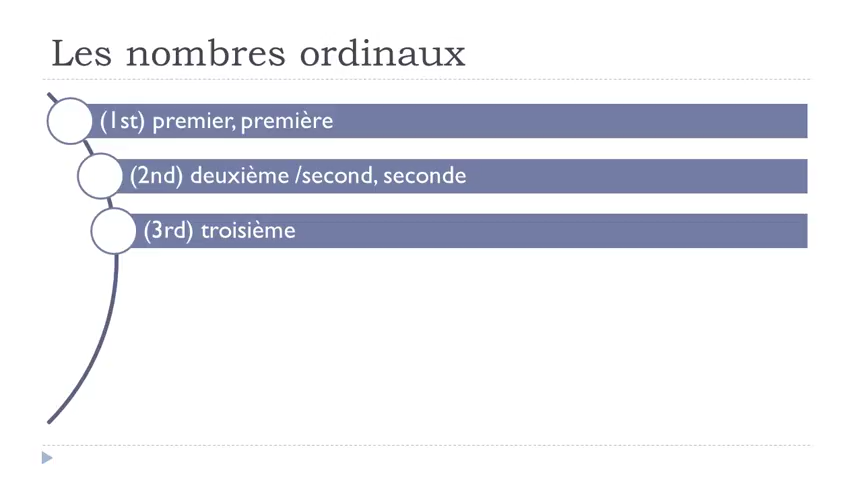 Les nombres ordinaux
(1st) premier, première
(2nd) deuxième /second, seconde
(3rd) troisième